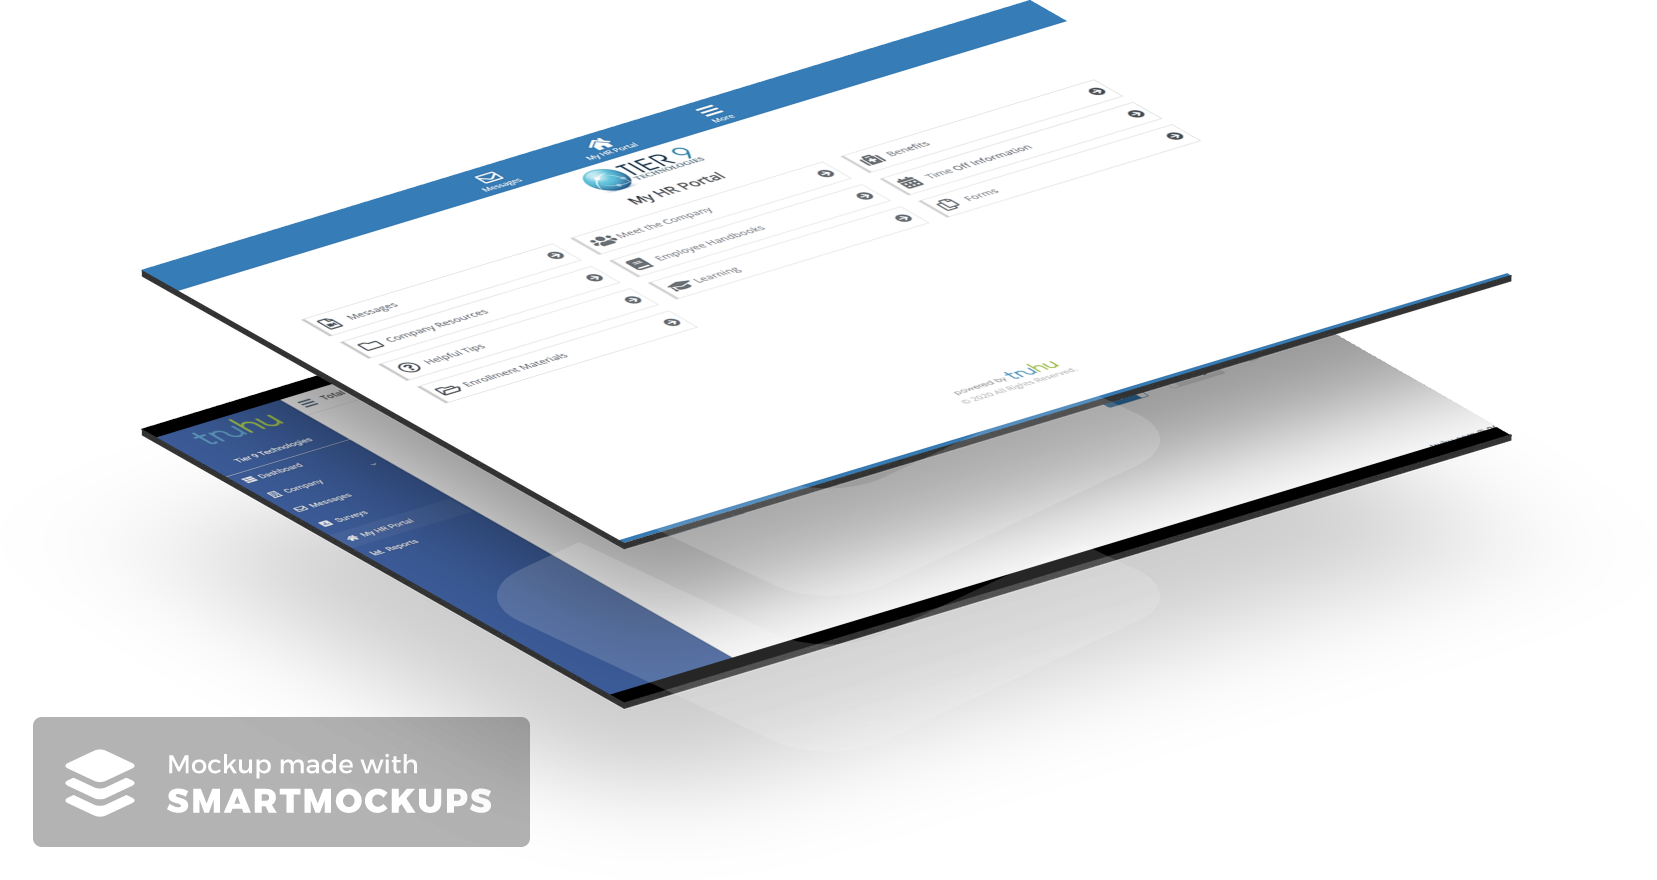 More
My HR Portal
Messages
TIER 9
TECHNOLOGIES
My HR Portal
Messages
Company Resources
Helpful Tips
Enrollment Materials
Meet the Company
Employee Handbooks
Learning
Benefits
Time Off Information
Forms
powered by truhu
© 2020 All Rights Reserved.
truhu
Total
Tier 9 Technologies
Dashboard
Company
Messages
Surveys
My HR Portal
Reports
Mockup made with
SMARTMOCKUPS